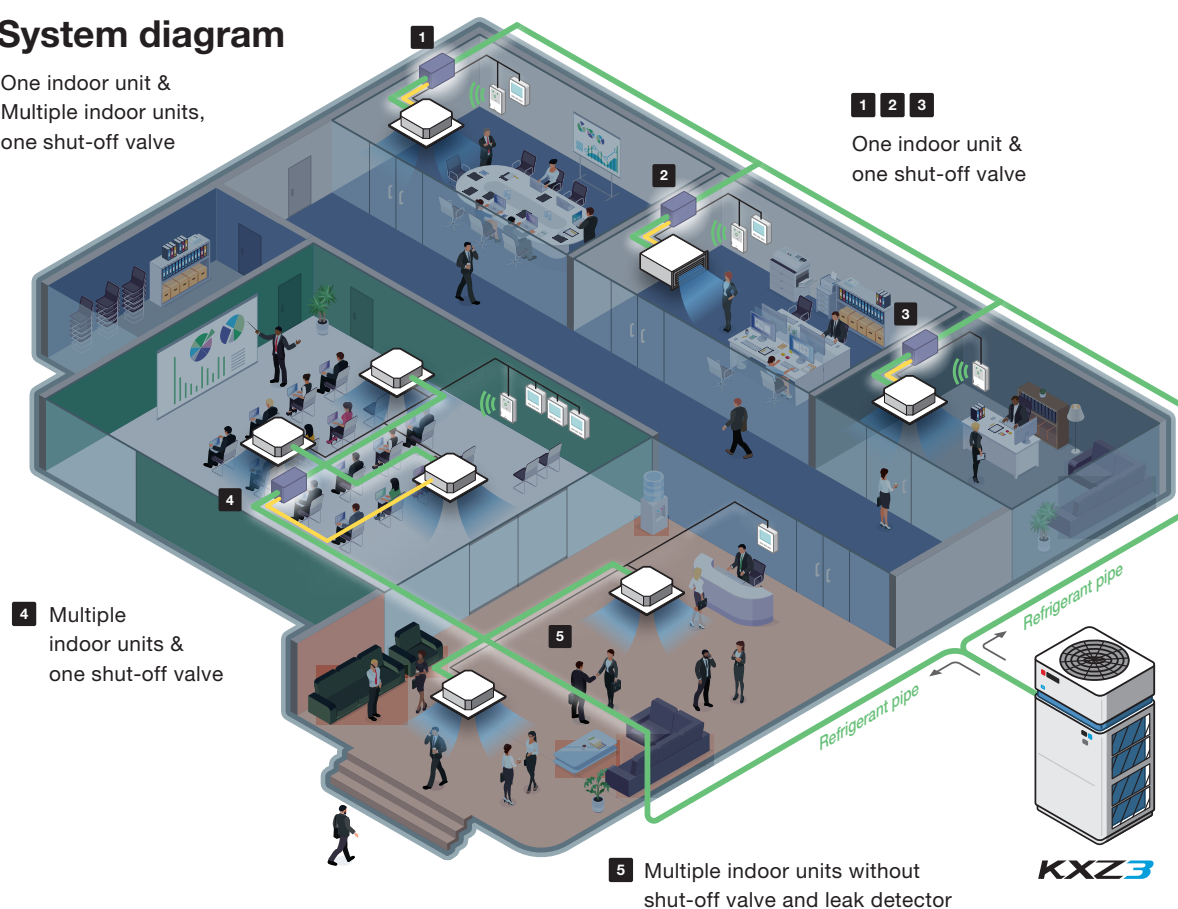 System diagram
One indoor unit &
Multiple indoor units,
one shut-off valve
1
1 2 3
One indoor unit &
one shut-off valve
2
3
4
4 Multiple
indoor units &
one shut-off valve
5
Refrigerant pipe
Refrigerant pipe
KXZ3
5 Multiple indoor units without
shut-off valve and leak detector